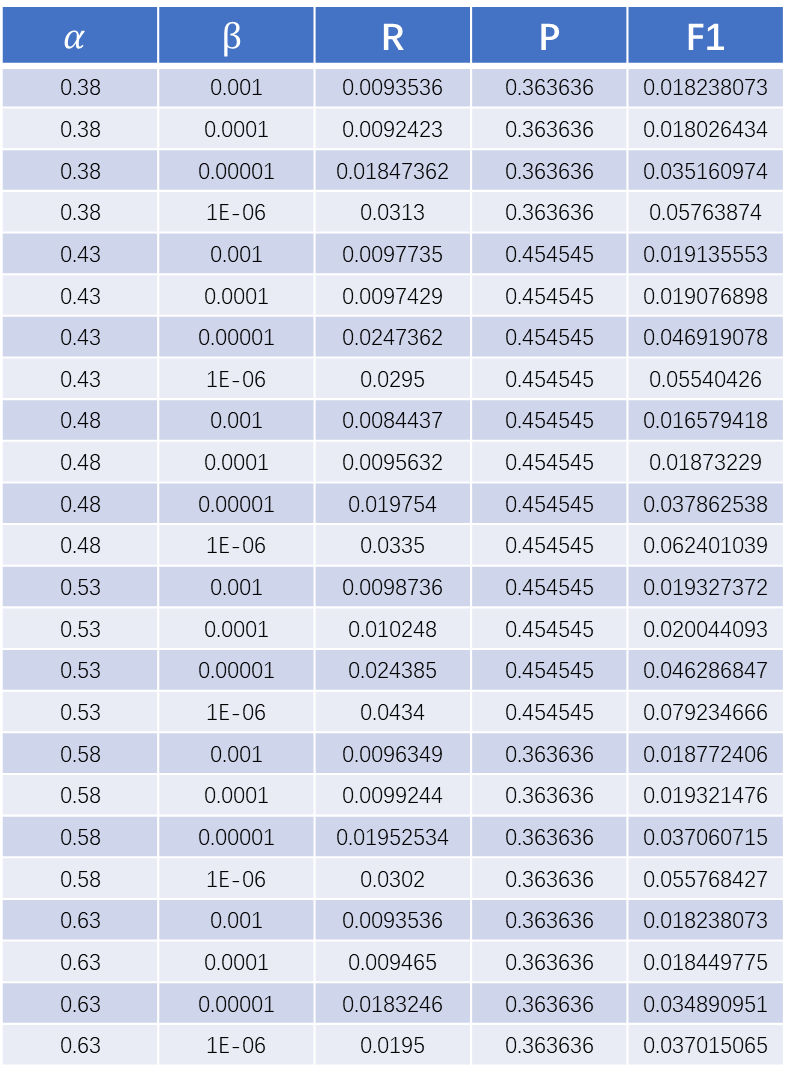 α β R P F1
0.38 0.001 0.0093536 0.363636 0.018238073
0.38 0.0001 0.0092423 0.363636 0.018026434
0.38 0.00001 0.01847362 0.363636 0.035160974
0.38 1E-06 0.0313 0.363636 0.05763874
0.43 0.001 0.0097735 0.454545 0.019135553
0.43 0.0001 0.0097429 0.454545 0.019076898
0.43 0.00001 0.0247362 0.454545 0.046919078
0.43 1E-06 0.0295 0.454545 0.05540426
0.48 0.001 0.0084437 0.454545 0.016579418
0.48 0.0001 0.0095632 0.454545 0.01873229
0.48 0.00001 0.019754 0.454545 0.037862538
0.48 1E-06 0.0335 0.454545 0.062401039
0.53 0.001 0.0098736 0.454545 0.019327372
0.53 0.0001 0.010248 0.454545 0.020044093
0.53 0.00001 0.024385 0.454545 0.046286847
0.53 1E-06 0.0434 0.454545 0.079234666
0.58 0.001 0.0096349 0.363636 0.018772406
0.58 0.0001 0.0099244 0.363636 0.019321476
0.58 0.00001 0.01952534 0.363636 0.037060715
0.58 1E-06 0.0302 0.363636 0.055768427
0.63 0.001 0.0093536 0.363636 0.018238073
0.63 0.0001 0.009465 0.363636 0.018449775
0.63 0.00001 0.0183246 0.363636 0.034890951
0.63 1E-06 0.0195 0.363636 0.037015065